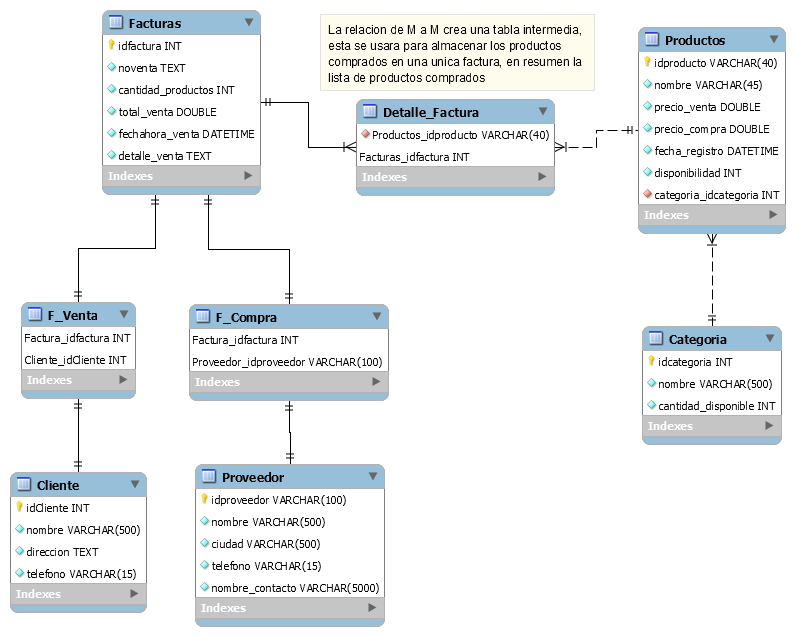 Facturas
idfactura INT
noventa TEXT
cantidad_productos INT
total_venta DOUBLE
fechahora_venta DATETIME
detalle_venta TEXT
Indexes
La relacion de M a M crea una tabla intermedia,
esta se usara para almacenar los productos
comprados en una unica factura, en resumen la
lista de productos comprados
Detalle_Factura
Productos_idproducto VARCHAR(40)
Facturas_idfactura INT
Indexes
Productos
idproducto VARCHAR(40)
nombre VARCHAR(45)
precio_venta DOUBLE
precio_compra DOUBLE
fecha_registro DATETIME
disponibilidad INT
categoria_idcategoria INT
Indexes
F_Venta
Factura_idfactura INT
Cliente_idCliente INT
Indexes
F_Compra
Factura_idfactura INT
Proveedor_idproveedor VARCHAR(100)
Indexes
Categoria
idcategoria INT
nombre VARCHAR(500)
cantidad_disponible INT
Indexes
Cliente
idCliente INT
nombre VARCHAR(500)
direccion TEXT
telefono VARCHAR(15)
Indexes
Proveedor
idproveedor VARCHAR(100)
nombre VARCHAR(500)
ciudad VARCHAR(500)
telefono VARCHAR(15)
nombre_contacto VARCHAR(5000)
Indexes